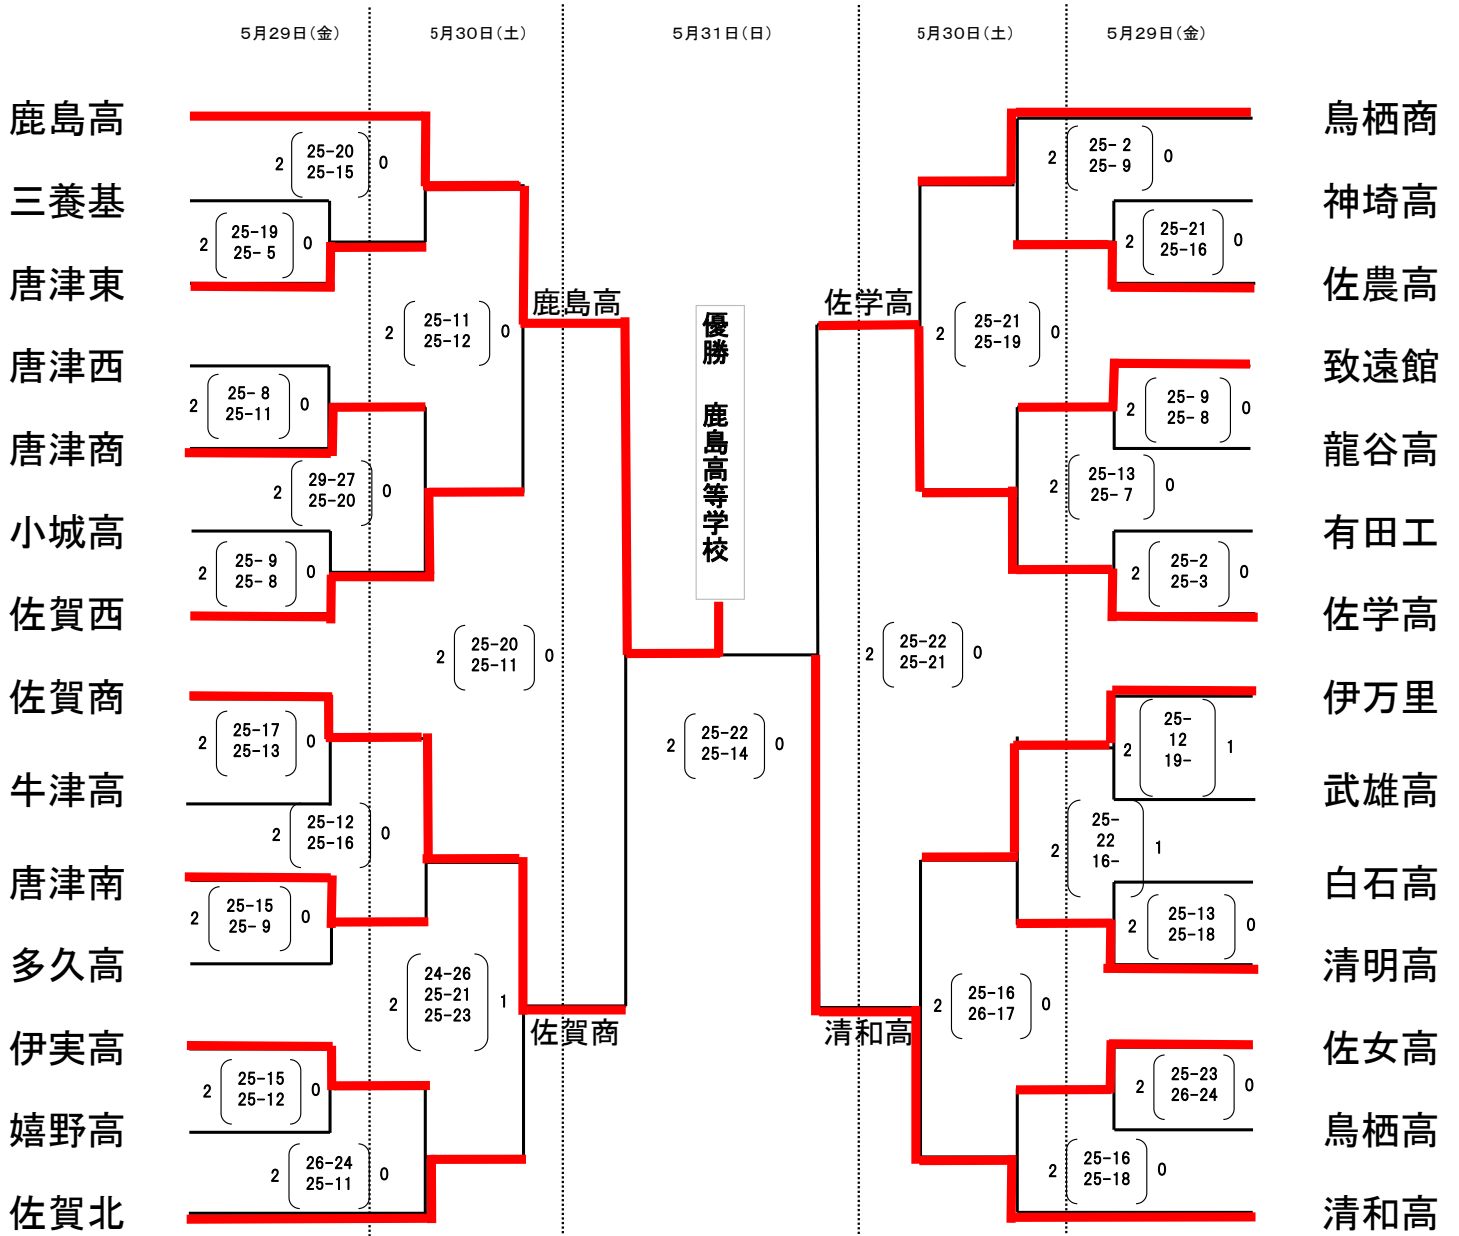 5月29日(金)
5月30日(土)
5月31日(日)
5月30日(土)
5月29日(金)
鹿島高
2
25-20
25-15
0
三養基
2
25-19
25- 5
0
唐津東
2
25-11
25-12
0
唐津西
2
25- 8
25-11
0
唐津商
2
29-27
25-20
0
小城高
2
25- 9
25- 8
0
佐賀西
2
25-20
25-11
0
佐賀商
2
25-17
25-13
0
牛津高
2
25-12
25-16
0
唐津南
2
25-15
25- 9
0
多久高
2
24-26
25-21
25-23
1
伊実高
2
25-15
25-12
0
嬉野高
2
26-24
25-11
0
佐賀北
鹿島高
佐賀商
優勝 鹿島高等学校
2
25-22
25-14
0
佐学高
清和高
鳥栖商
2
25- 2
25- 9
0
神埼高
2
25-21
25-16
0
佐農高
2
25-21
25-19
0
致遠館
2
25- 9
25- 8
0
龍谷高
2
25-13
25- 7
0
有田工
2
25-2
25-3
0
佐学高
2
25-22
25-21
0
伊万里
2
25-
12
19-
1
武雄高
2
25-
22
16-
1
白石高
2
25-13
25-18
0
清明高
2
25-16
26-17
0
佐女高
2
25-23
26-24
0
鳥栖高
2
25-16
25-18
0
清和高